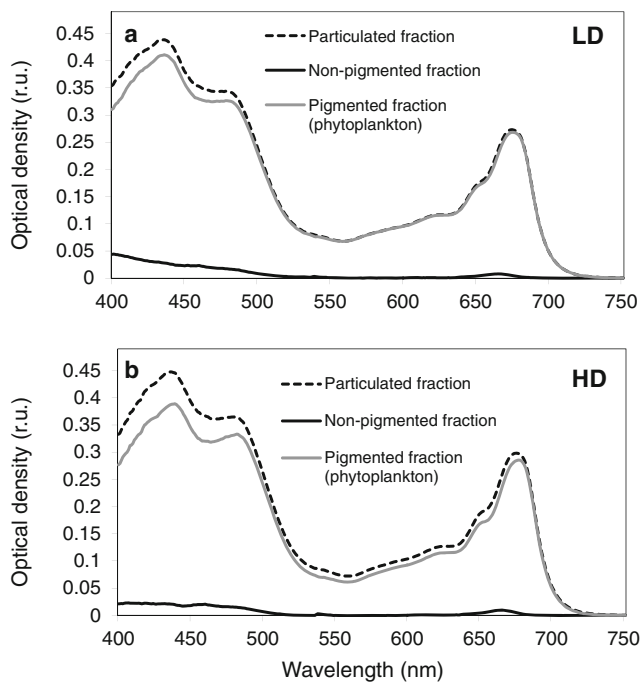 a
LD
Particulated fraction
Non-pigmented fraction
Pigmented fraction
(phytoplankton)
Optical density (r.u.)
0.45
0.4
0.35
0.3
0.25
0.2
0.15
0.1
0.05
0
400
450
500
550
600
650
700
750
b
HD
Particulated fraction
Non-pigmented fraction
Pigmented fraction
(phytoplankton)
Optical density (r.u.)
0.45
0.4
0.35
0.3
0.25
0.2
0.15
0.1
0.05
0
400
450
500
550
600
650
700
750
Wavelength (nm)